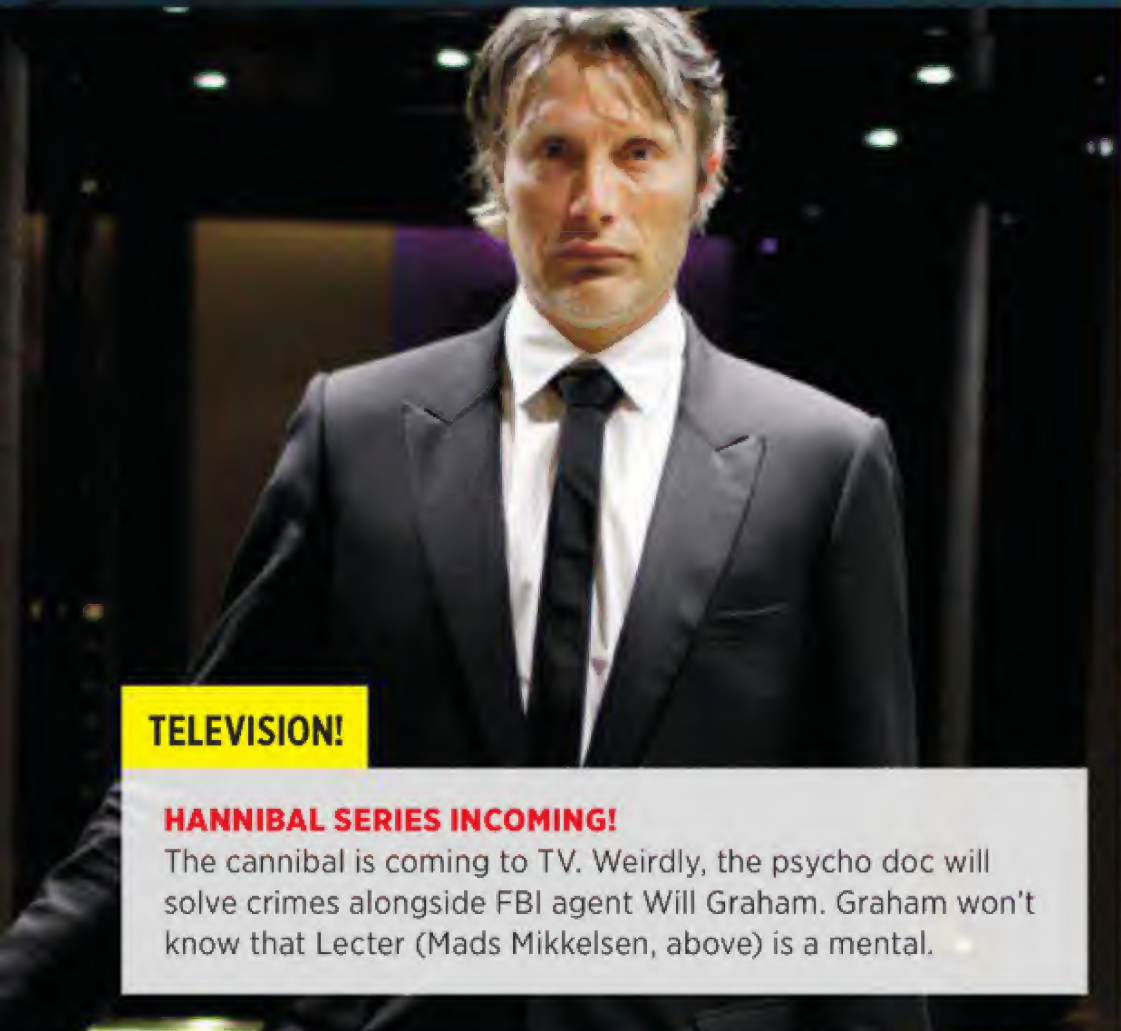 TELEVISION!
HANNIBAL SERIES INCOMING!
The cannibal is coming to TV. Weirdly, the psycho doc will
solve crimes alongside FBI agent Will Graham. Graham won't
know that Lecter (Mads Mikkelsen, above) is a mental.